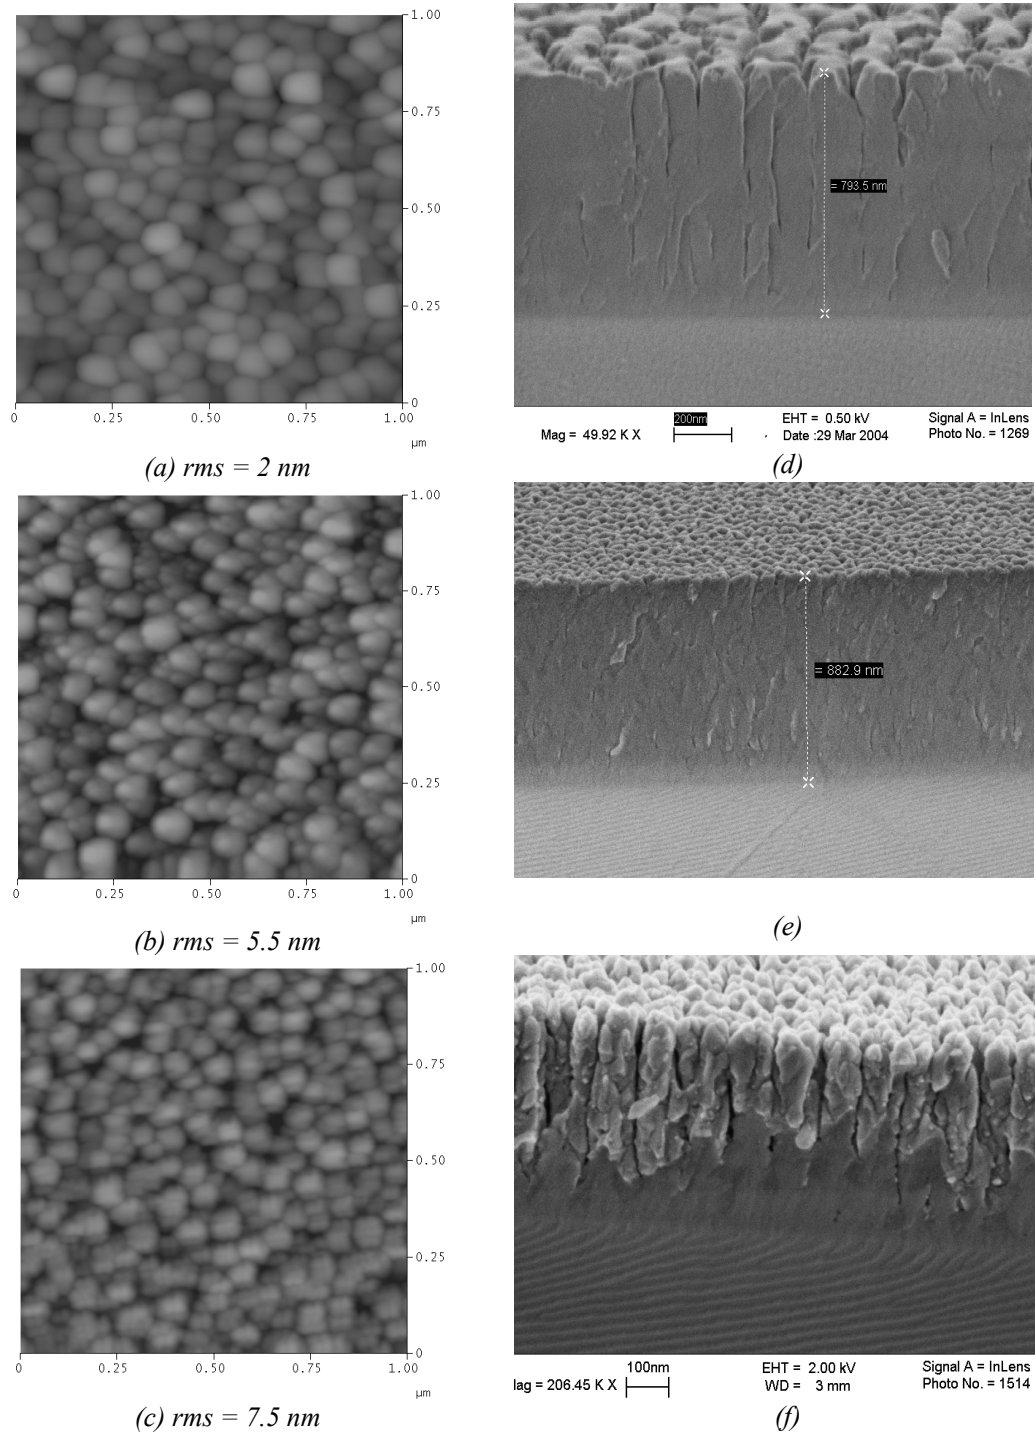 1.00
0.75
0.50
0.25
0
0 0.25 0.50 0.75 1.00
µm
(a) rms = 2 nm
= 793.5 nm
Mag = 49.92 K X 200nm EHT = 0.50 kV Signal A = InLens
Date :29 Mar 2004 Photo No. = 1269
(d)
1.00
0.75
0.50
0.25
0
0 0.25 0.50 0.75 1.00
µm
(b) rms = 5.5 nm
= 882.9 nm
(e)
1.00
0.75
0.50
0.25
0
0 0.25 0.50 0.75 1.00
µm
(c) rms = 7.5 nm
100nm EHT = 2.00 kV Signal A = InLens
lag = 206.45 K X WD = 3 mm Photo No. = 1514
(f)